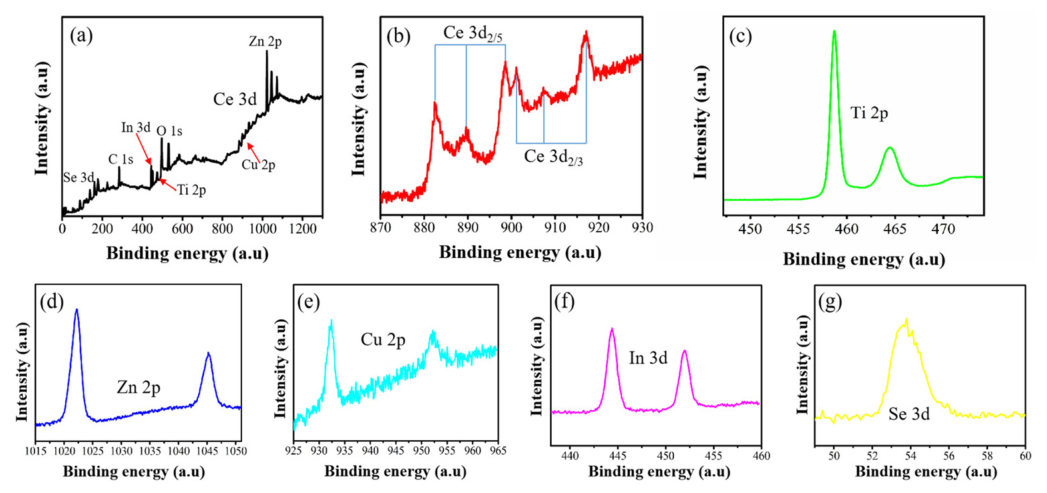 (a)
Zn 2p
Ce 3d
In 3d
O 1s
C 1s
Cu 2p
Se 3d
Ti 2p
Intensity (a.u)
0 200 400 600 800 1000 1200
Binding energy (a.u)
(b)
Ce 3d2/5
Ce 3d2/3
Intensity (a.u)
870 880 890 900 910 920 930
Binding energy (a.u)
(c)
Ti 2p
Intensity (a.u)
450 455 460 465 470
Binding energy (a.u)
(d)
Zn 2p
Intensity (a.u)
1015 1020 1025 1030 1035 1040 1045 1050
Binding energy (a.u)
(e)
Cu 2p
Intensity (a.u)
925 930 935 940 945 950 955 960 965
Binding energy (a.u)
(f)
In 3d
Intensity (a.u)
440 445 450 455 460
Binding energy (a.u)
(g)
Se 3d
Intensity (a.u)
50 52 54 56 58 60
Binding energy (a.u)